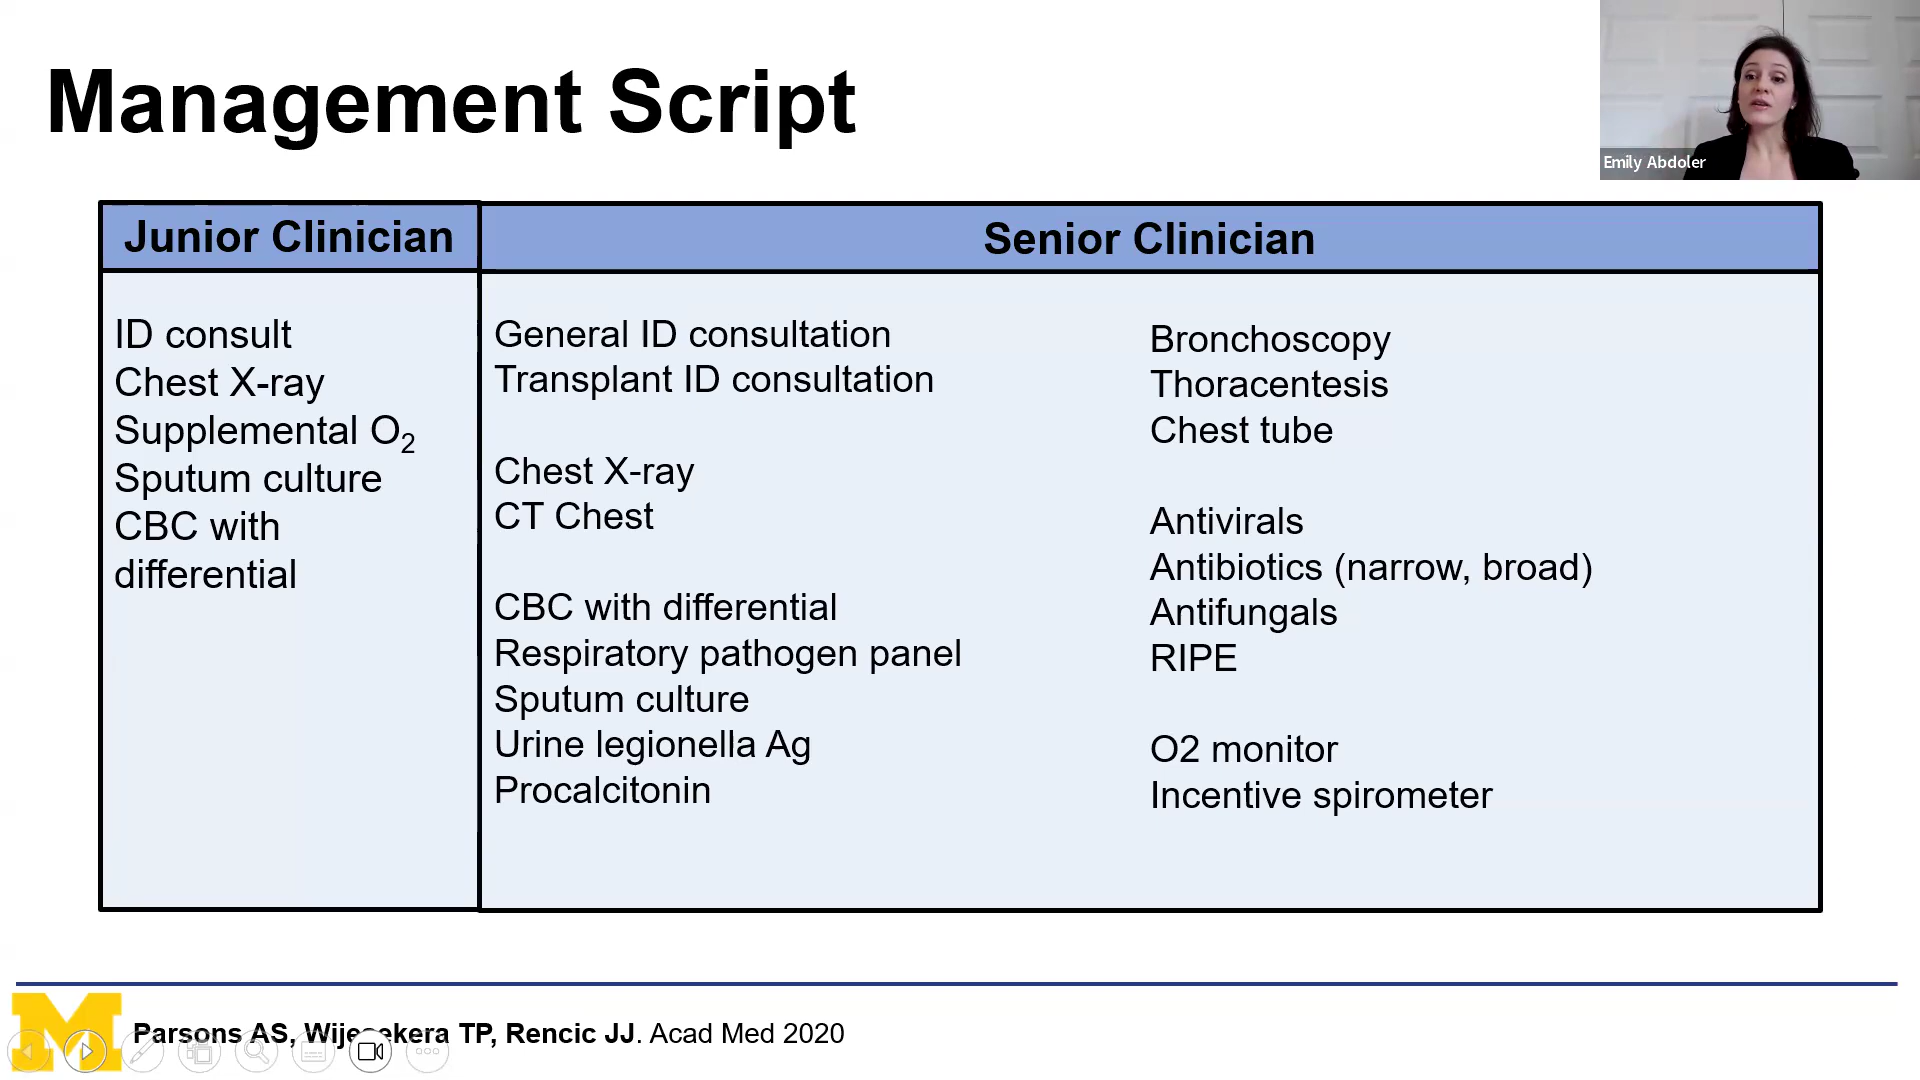 Management Script
Emily Abdoler
Junior Clinician
ID consult
Chest X-ray
Supplemental O₂
Sputum culture
CBC with
differential
Senior Clinician
General ID consultation
Transplant ID consultation
Chest X-ray
CT Chest
CBC with differential
Respiratory pathogen panel
Sputum culture
Urine legionella Ag
Procalcitonin
Bronchoscopy
Thoracentesis
Chest tube
Antivirals
Antibiotics (narrow, broad)
Antifungals
RIPE
O2 monitor
Incentive spirometer
M
Parsons AS, Wijesekera TP, Rencic JJ. Acad Med 2020